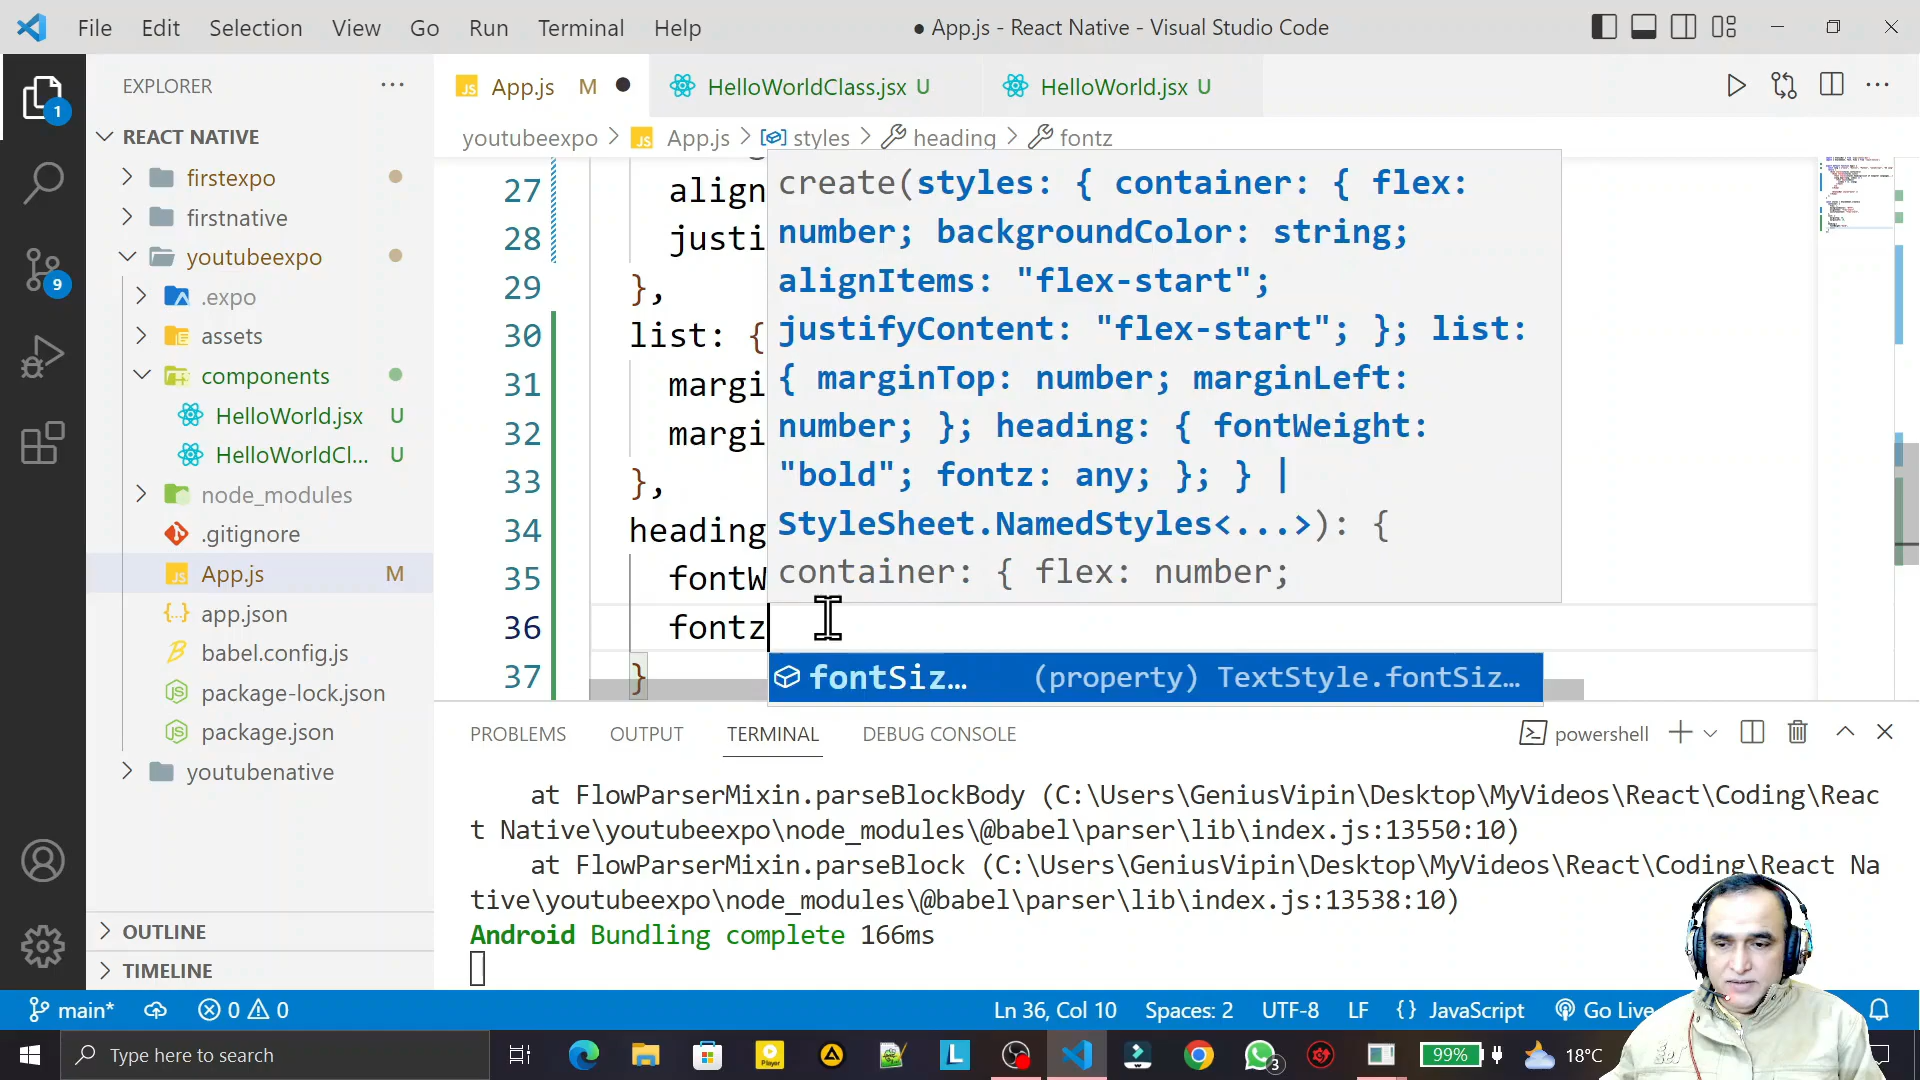 File Edit Selection View Go Run Terminal Help
● App.js - React Native - Visual Studio Code
EXPLORER
App.js M
HelloWorldClass.jsx U
HelloWorld.jsx U
youtubeexpo > App.js > styles > heading > fontz
REACT NATIVE
firstexpo
firstnative
youtubeexpo
.expo
assets
components
HelloWorld.jsx U
HelloWorldCl... U
node_modules
.gitignore
App.js M
app.json
babel.config.js
package-lock.json
package.json
youtubenative
OUTLINE
TIMELINE
1
9
27 align
28 justi
29 },
30 list: {
31 margi
32 margi
33 },
34 heading
35 fontW
36 fontz
37 }
create(styles: { container: { flex:
number; backgroundColor: string;
alignItems: "flex-start";
justifyContent: "flex-start"; }; list:
{ marginTop: number; marginLeft:
number; }; heading: { fontWeight:
"bold"; fontz: any; }; } |
StyleSheet.NamedStyles<...>): {
container: { flex: number;
fontSiz... (property) TextStyle.fontSiz...
PROBLEMS OUTPUT TERMINAL DEBUG CONSOLE
powershell
at FlowParserMixin.parseBlockBody (C:\Users\GeniusVipin\Desktop\MyVideos\React\Coding\Reac
t Native\youtubeexpo\node_modules\@babel\parser\lib\index.js:13550:10)
at FlowParserMixin.parseBlock (C:\Users\GeniusVipin\Desktop\MyVideos\React\Coding\React Na
tive\youtubeexpo\node_modules\@babel\parser\lib\index.js:13538:10)
Android Bundling complete 166ms
main* 0 0
Ln 36, Col 10 Spaces: 2 UTF-8 LF {} JavaScript Go Live
Type here to search
Player
L
3
99%
18°C